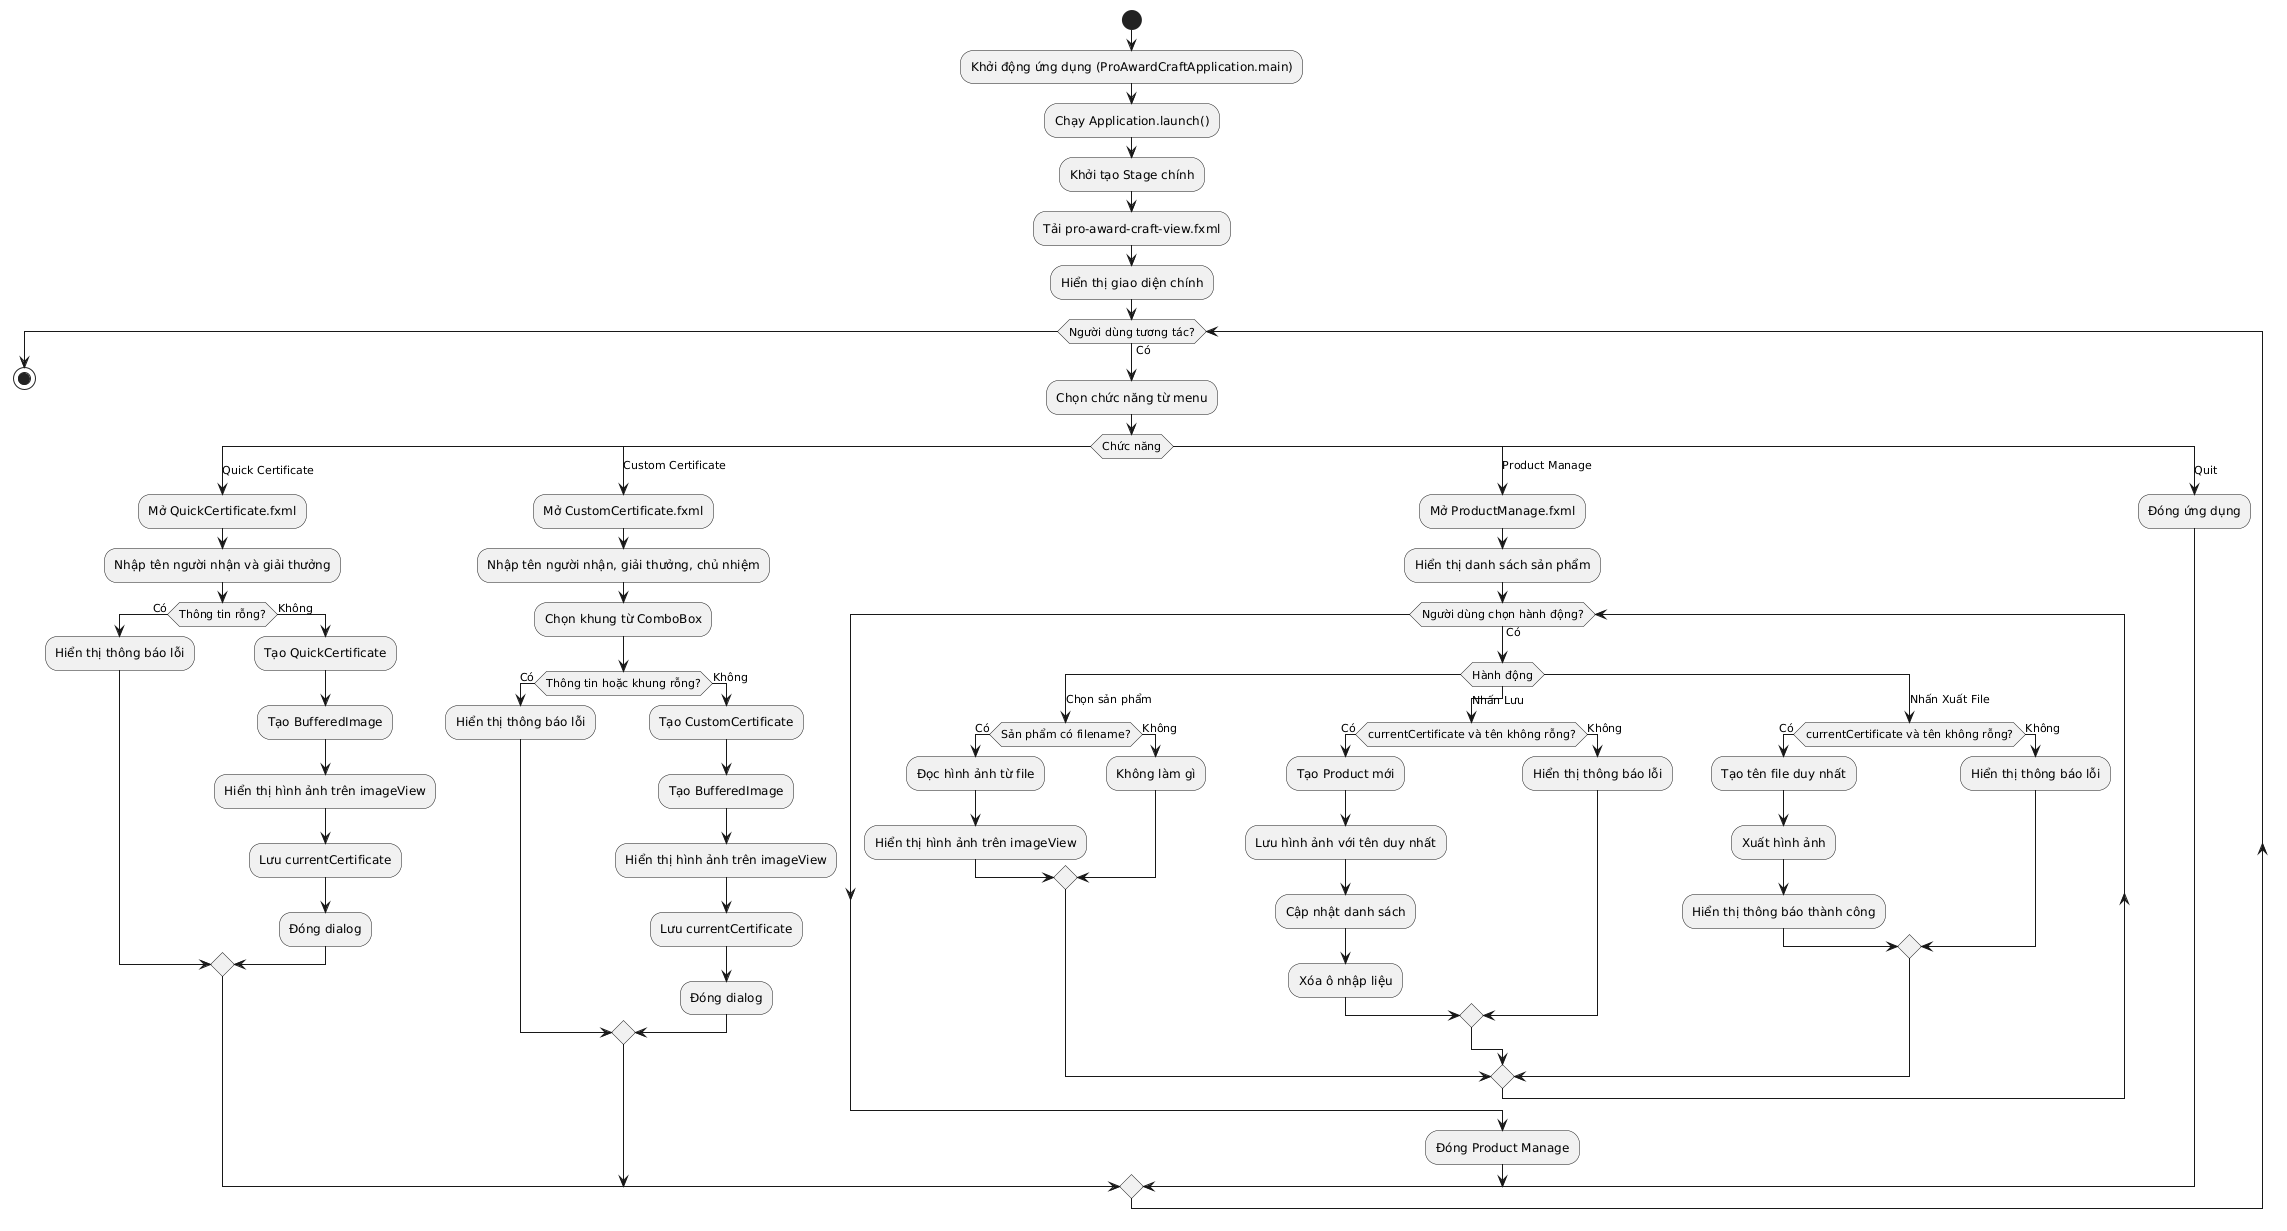 Khởi động ứng dụng (ProAwardCraftApplication.main)
Chạy Application.launch()
Khởi tạo Stage chính
Tải pro-award-craft-view.fxml
Hiển thị giao diện chính
Người dùng tương tác?
Có
Chọn chức năng từ menu
Chức năng
Quick Certificate
Mở QuickCertificate.fxml
Nhập tên người nhận và giải thưởng
Thông tin rỗng?
Có
Không
Hiển thị thông báo lỗi
Tạo QuickCertificate
Tạo BufferedImage
Hiển thị hình ảnh trên imageView
Lưu currentCertificate
Đóng dialog
Custom Certificate
Mở CustomCertificate.fxml
Nhập tên người nhận, giải thưởng, chủ nhiệm
Chọn khung từ ComboBox
Thông tin hoặc khung rỗng?
Có
Không
Hiển thị thông báo lỗi
Tạo CustomCertificate
Tạo BufferedImage
Hiển thị hình ảnh trên imageView
Lưu currentCertificate
Đóng dialog
Product Manage
Mở ProductManage.fxml
Hiển thị danh sách sản phẩm
Người dùng chọn hành động?
Có
Hành động
Chọn sản phẩm
Sản phẩm có filename?
Có
Không
Đọc hình ảnh từ file
Hiển thị hình ảnh trên imageView
Không làm gì
Nhấn Lưu
currentCertificate và tên không rỗng?
Có
Không
Tạo Product mới
Lưu hình ảnh với tên duy nhất
Cập nhật danh sách
Xóa ô nhập liệu
Hiển thị thông báo lỗi
Nhấn Xuất File
currentCertificate và tên không rỗng?
Có
Không
Tạo tên file duy nhất
Xuất hình ảnh
Hiển thị thông báo thành công
Hiển thị thông báo lỗi
Đóng Product Manage
Quit
Đóng ứng dụng